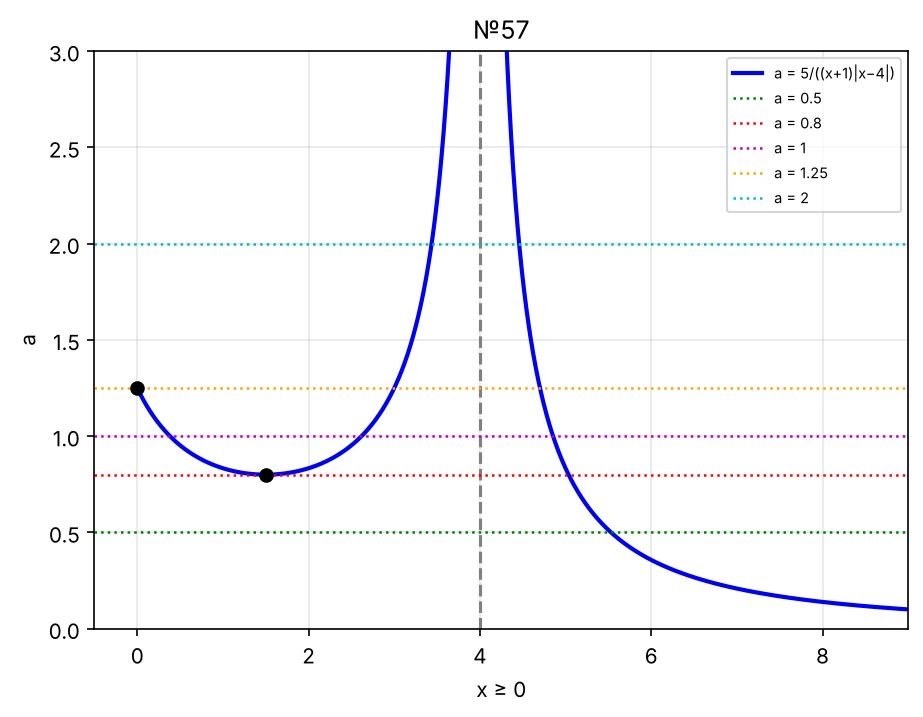 №57
3.0
2.5
2.0
1.5
1.0
0.5
0.0
a
a = 5/((x+1)|x−4|)
a = 0.5
a = 0.8
a = 1
a = 1.25
a = 2
0 2 4 6 8
x ≥ 0